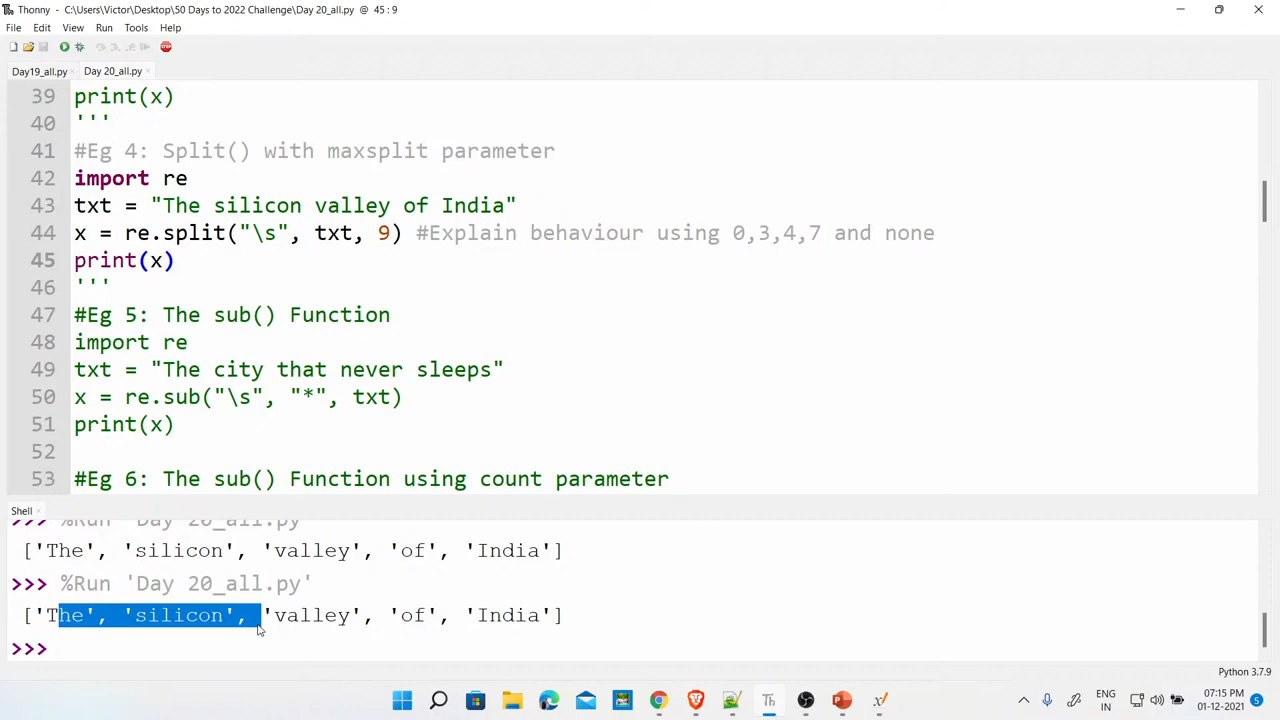 Thonny - C:\Users\Victor\Desktop\50 Days to 2022 Challenge\Day 20_all.py @ 45 : 9
File Edit View Run Tools Help
Day19_all.py × Day 20_all.py ×
39 print(x)
40 '''
41 #Eg 4: Split() with maxsplit parameter
42 import re
43 txt = "The silicon valley of India"
44 x = re.split("\s", txt, 9) #Explain behaviour using 0,3,4,7 and none
45 print(x)
46 '''
47 #Eg 5: The sub() Function
48 import re
49 txt = "The city that never sleeps"
50 x = re.sub("\s", "*", txt)
51 print(x)
52
53 #Eg 6: The sub() Function using count parameter
Shell ×
>>> %Run 'Day 20_all.py'
['The', 'silicon', 'valley', 'of', 'India']
>>> %Run 'Day 20_all.py'
['The', 'silicon', 'valley', 'of', 'India']
>>>
Python 3.7.9
ENG
IN
07:15 PM
01-12-2021
5